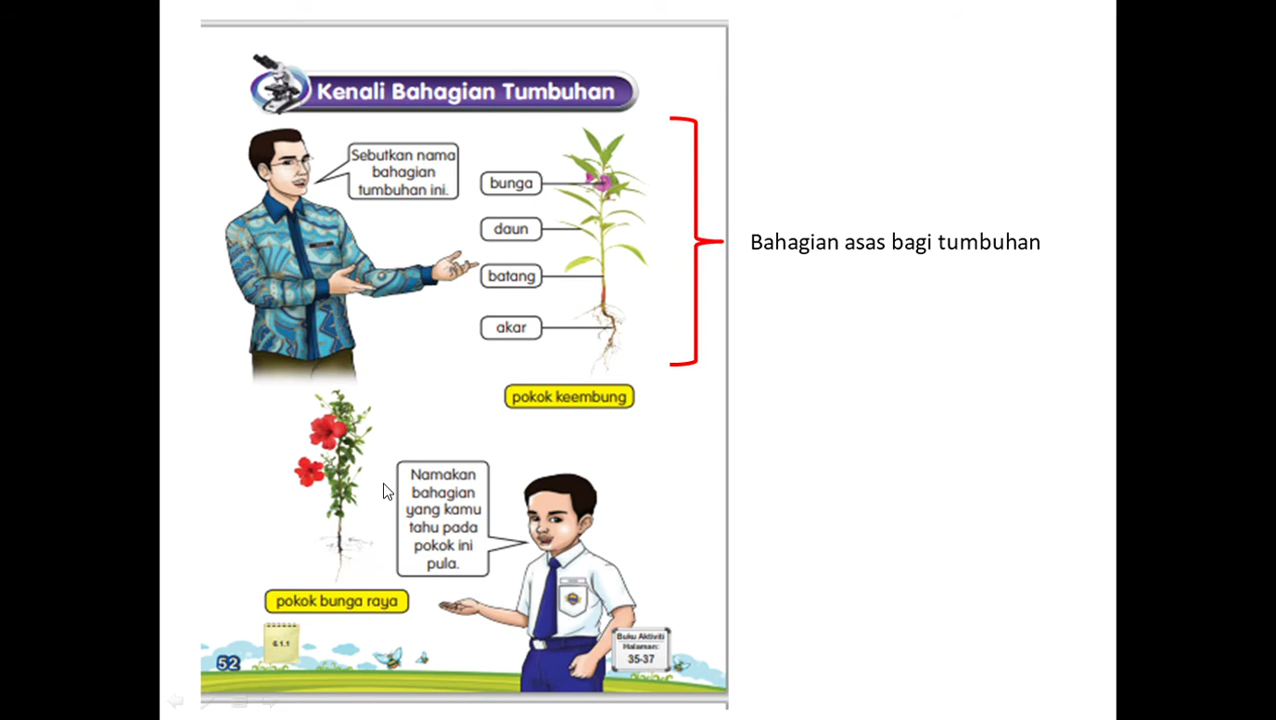 Kenali Bahagian Tumbuhan
Sebutkan nama
bahagian
tumbuhan ini.
bunga
daun
batang
akar
Bahagian asas bagi tumbuhan
pokok keembung
Namakan
bahagian
yang kamu
tahu pada
pokok ini
pula.
pokok bunga raya
6.1.1
52
Buku Aktiviti
Halaman:
35-37